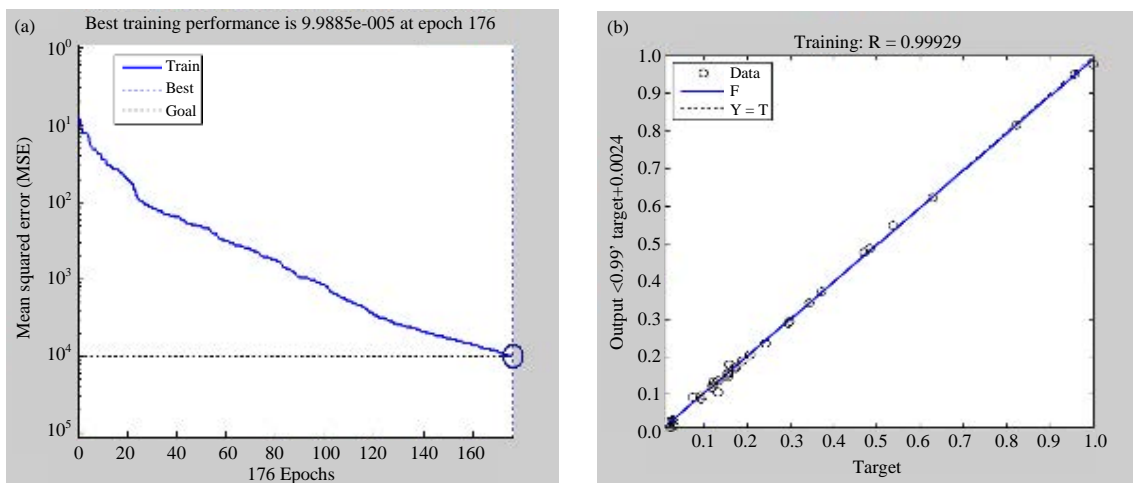 (a)
Best training performance is 9.9885e-005 at epoch 176
Mean squared error (MSE)
10^0
10^1
10^2
10^3
10^4
10^5
Train
Best
Goal
0 20 40 60 80 100 120 140 160
176 Epochs
(b)
Training: R = 0.99929
Output <0.99' target+0.0024
1.0
0.9
0.8
0.7
0.6
0.5
0.4
0.3
0.2
0.1
0.0
Data
F
Y = T
0.1 0.2 0.3 0.4 0.5 0.6 0.7 0.8 0.9 1.0
Target